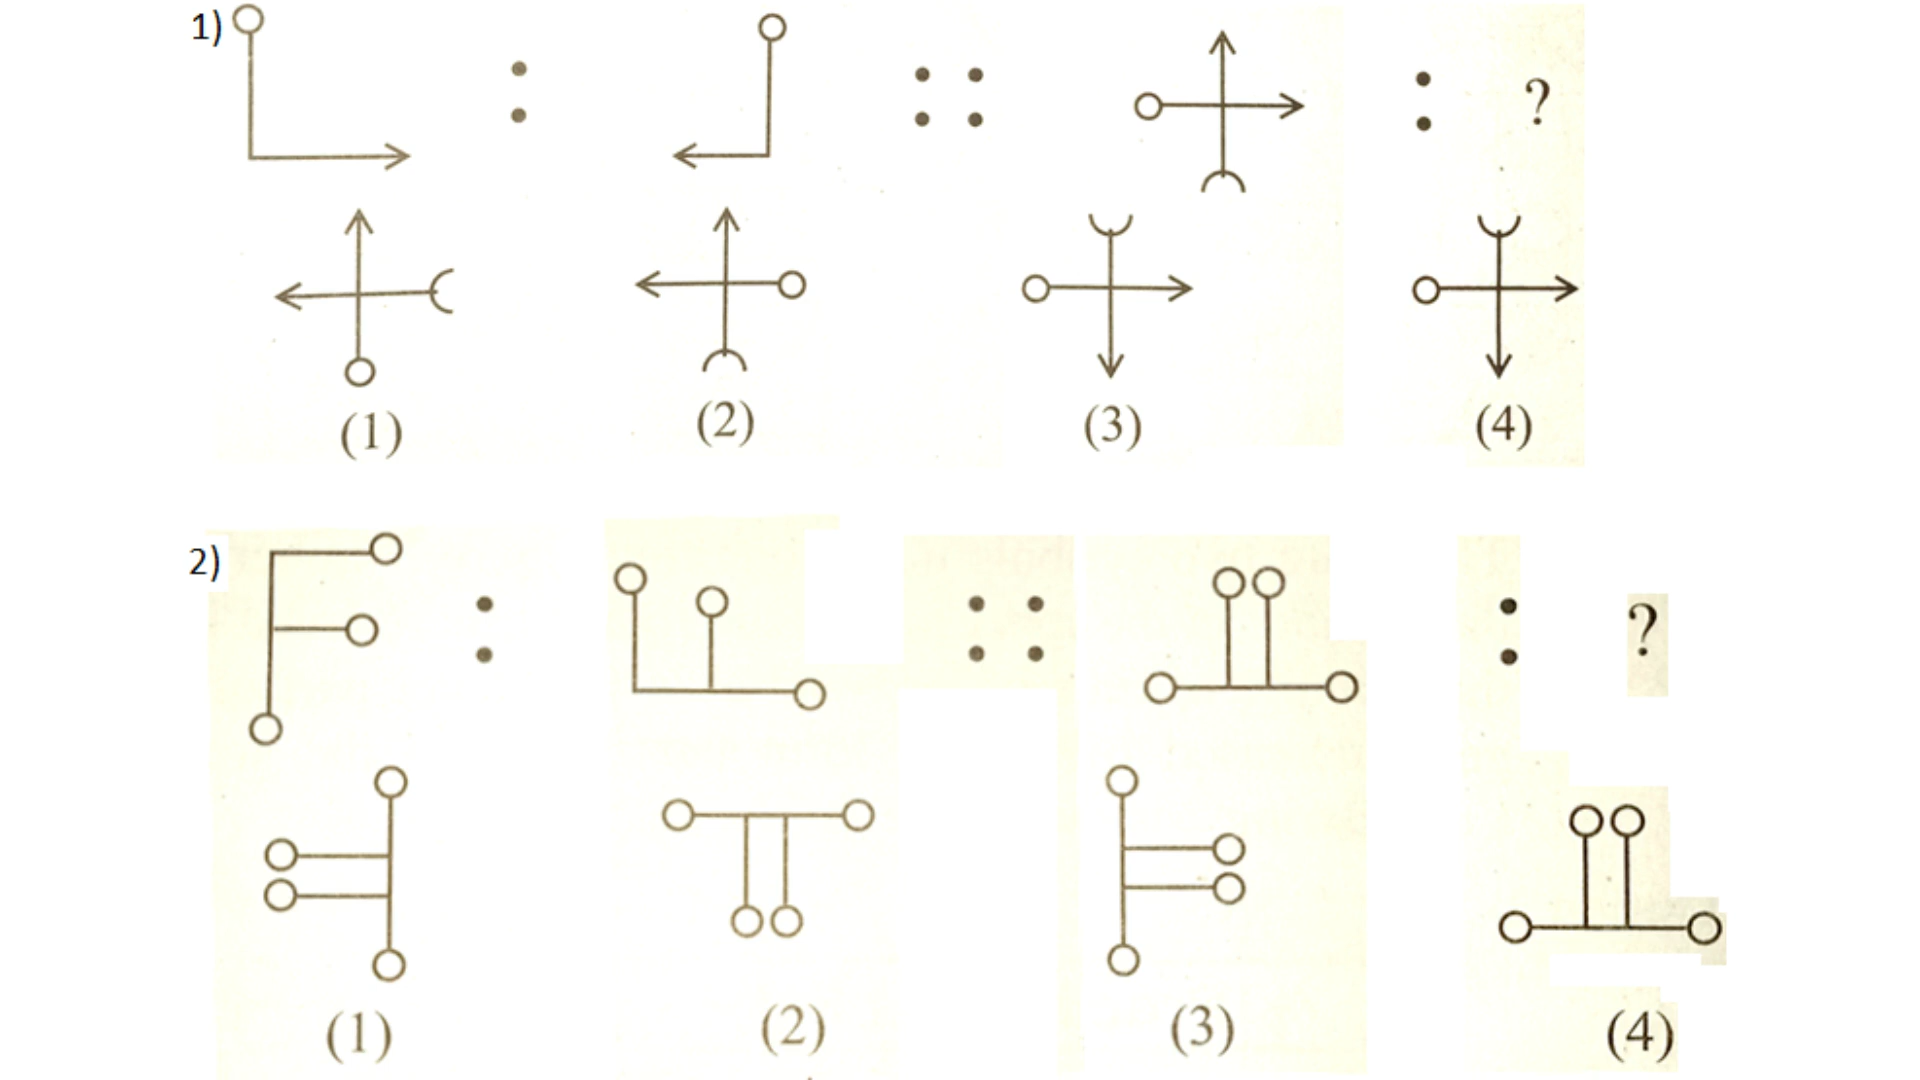 1)
: :: : ?
(1) (2) (3) (4)
2)
: :: : ?
(1) (2) (3) (4)